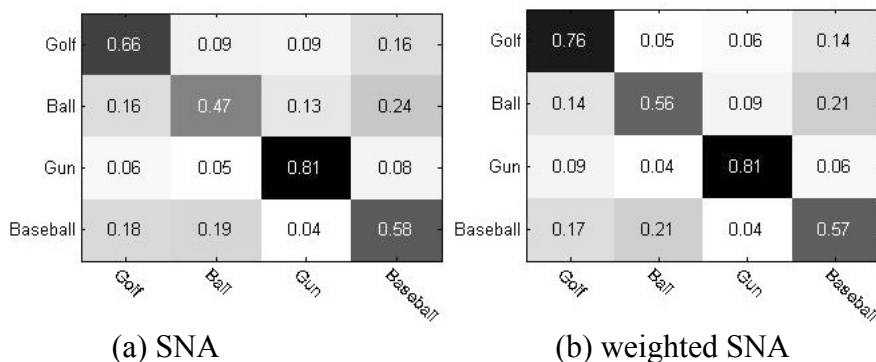 Golf 0.66 0.09 0.09 0.16
Ball 0.16 0.47 0.13 0.24
Gun 0.06 0.05 0.81 0.08
Baseball 0.18 0.19 0.04 0.58
Golf Ball Gun Baseball
(a) SNA
Golf 0.76 0.05 0.06 0.14
Ball 0.14 0.56 0.09 0.21
Gun 0.09 0.04 0.81 0.06
Baseball 0.17 0.21 0.04 0.57
Golf Ball Gun Baseball
(b) weighted SNA